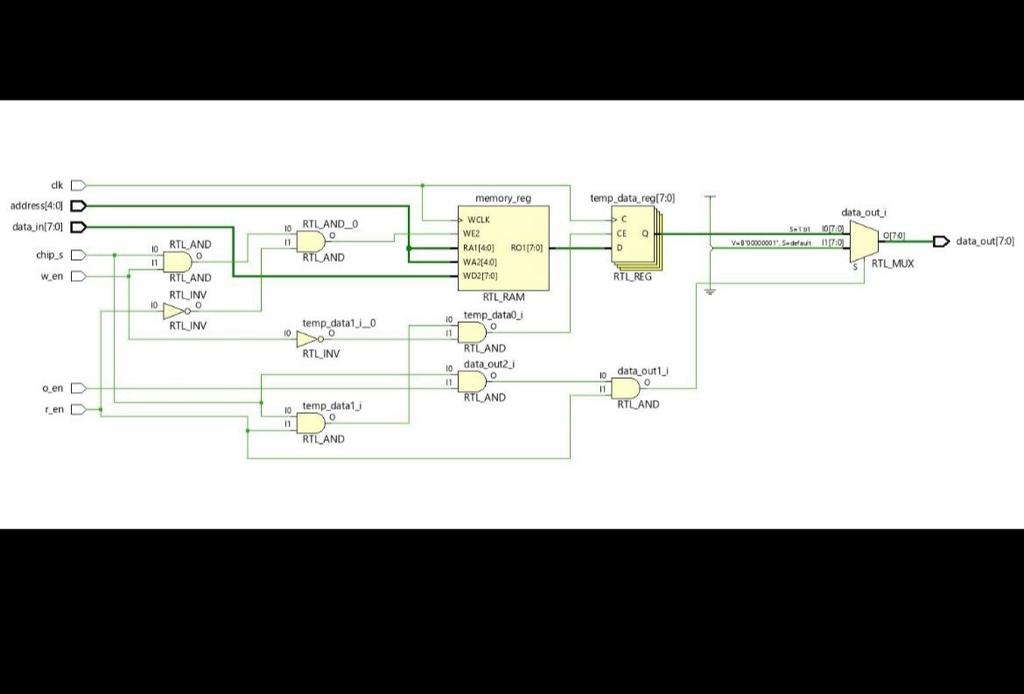 clk
address[4:0]
data_in[7:0]
chip_s
w_en
o_en
r_en
RTL_AND
I0
I1
O
RTL_AND
RTL_INV
I0
O
RTL_INV
RTL_AND__0
I0
I1
O
RTL_AND
temp_data1_i__0
I0
O
RTL_INV
temp_data1_i
I0
I1
O
RTL_AND
memory_reg
WCLK
WE2
RA1[4:0]
RO1[7:0]
WA2[4:0]
WD2[7:0]
RTL_RAM
temp_data0_i
I0
I1
O
RTL_AND
data_out2_i
I0
I1
O
RTL_AND
temp_data_reg[7:0]
C
CE
Q
D
RTL_REG
data_out1_i
I0
I1
O
RTL_AND
data_out_i
S=1'b1
I0[7:0]
V=B"00000001", S=default
I1[7:0]
O[7:0]
S
RTL_MUX
data_out[7:0]